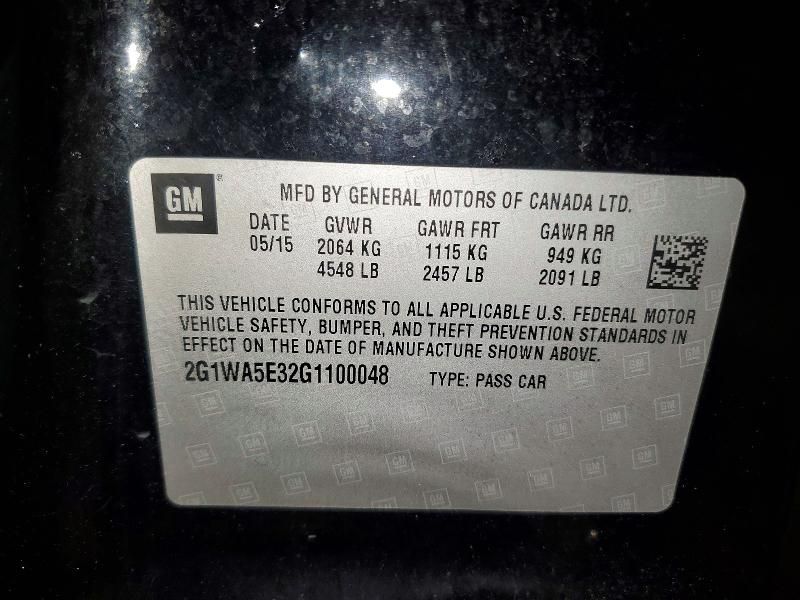 GM®
MFD BY GENERAL MOTORS OF CANADA LTD.
DATE GVWR GAWR FRT GAWR RR
05/15 2064 KG 1115 KG 949 KG
4548 LB 2457 LB 2091 LB
THIS VEHICLE CONFORMS TO ALL APPLICABLE U.S. FEDERAL MOTOR
VEHICLE SAFETY, BUMPER, AND THEFT PREVENTION STANDARDS IN
EFFECT ON THE DATE OF MANUFACTURE SHOWN ABOVE.
2G1WA5E32G1100048 TYPE: PASS CAR